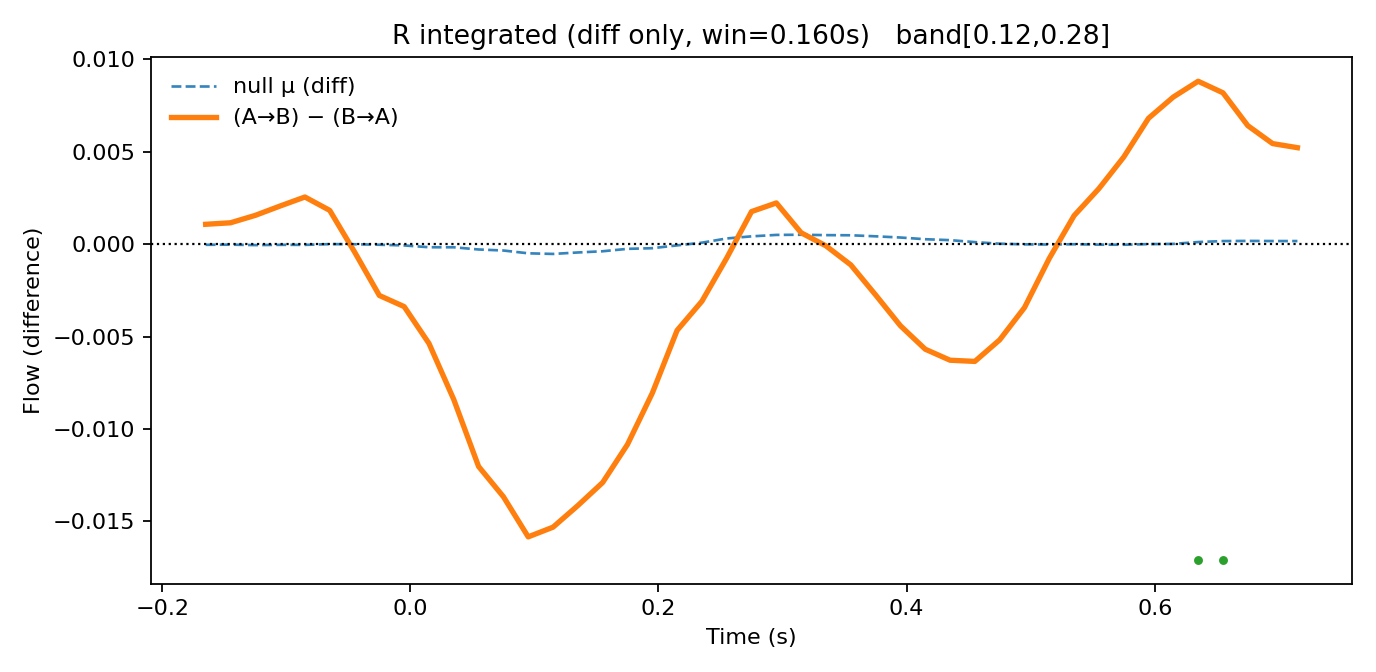 R integrated (diff only, win=0.160s)   band[0.12,0.28]
null μ (diff)
(A→B) − (B→A)
Flow (difference)
0.010
0.005
0.000
−0.005
−0.010
−0.015
−0.2
0.0
0.2
0.4
0.6
Time (s)